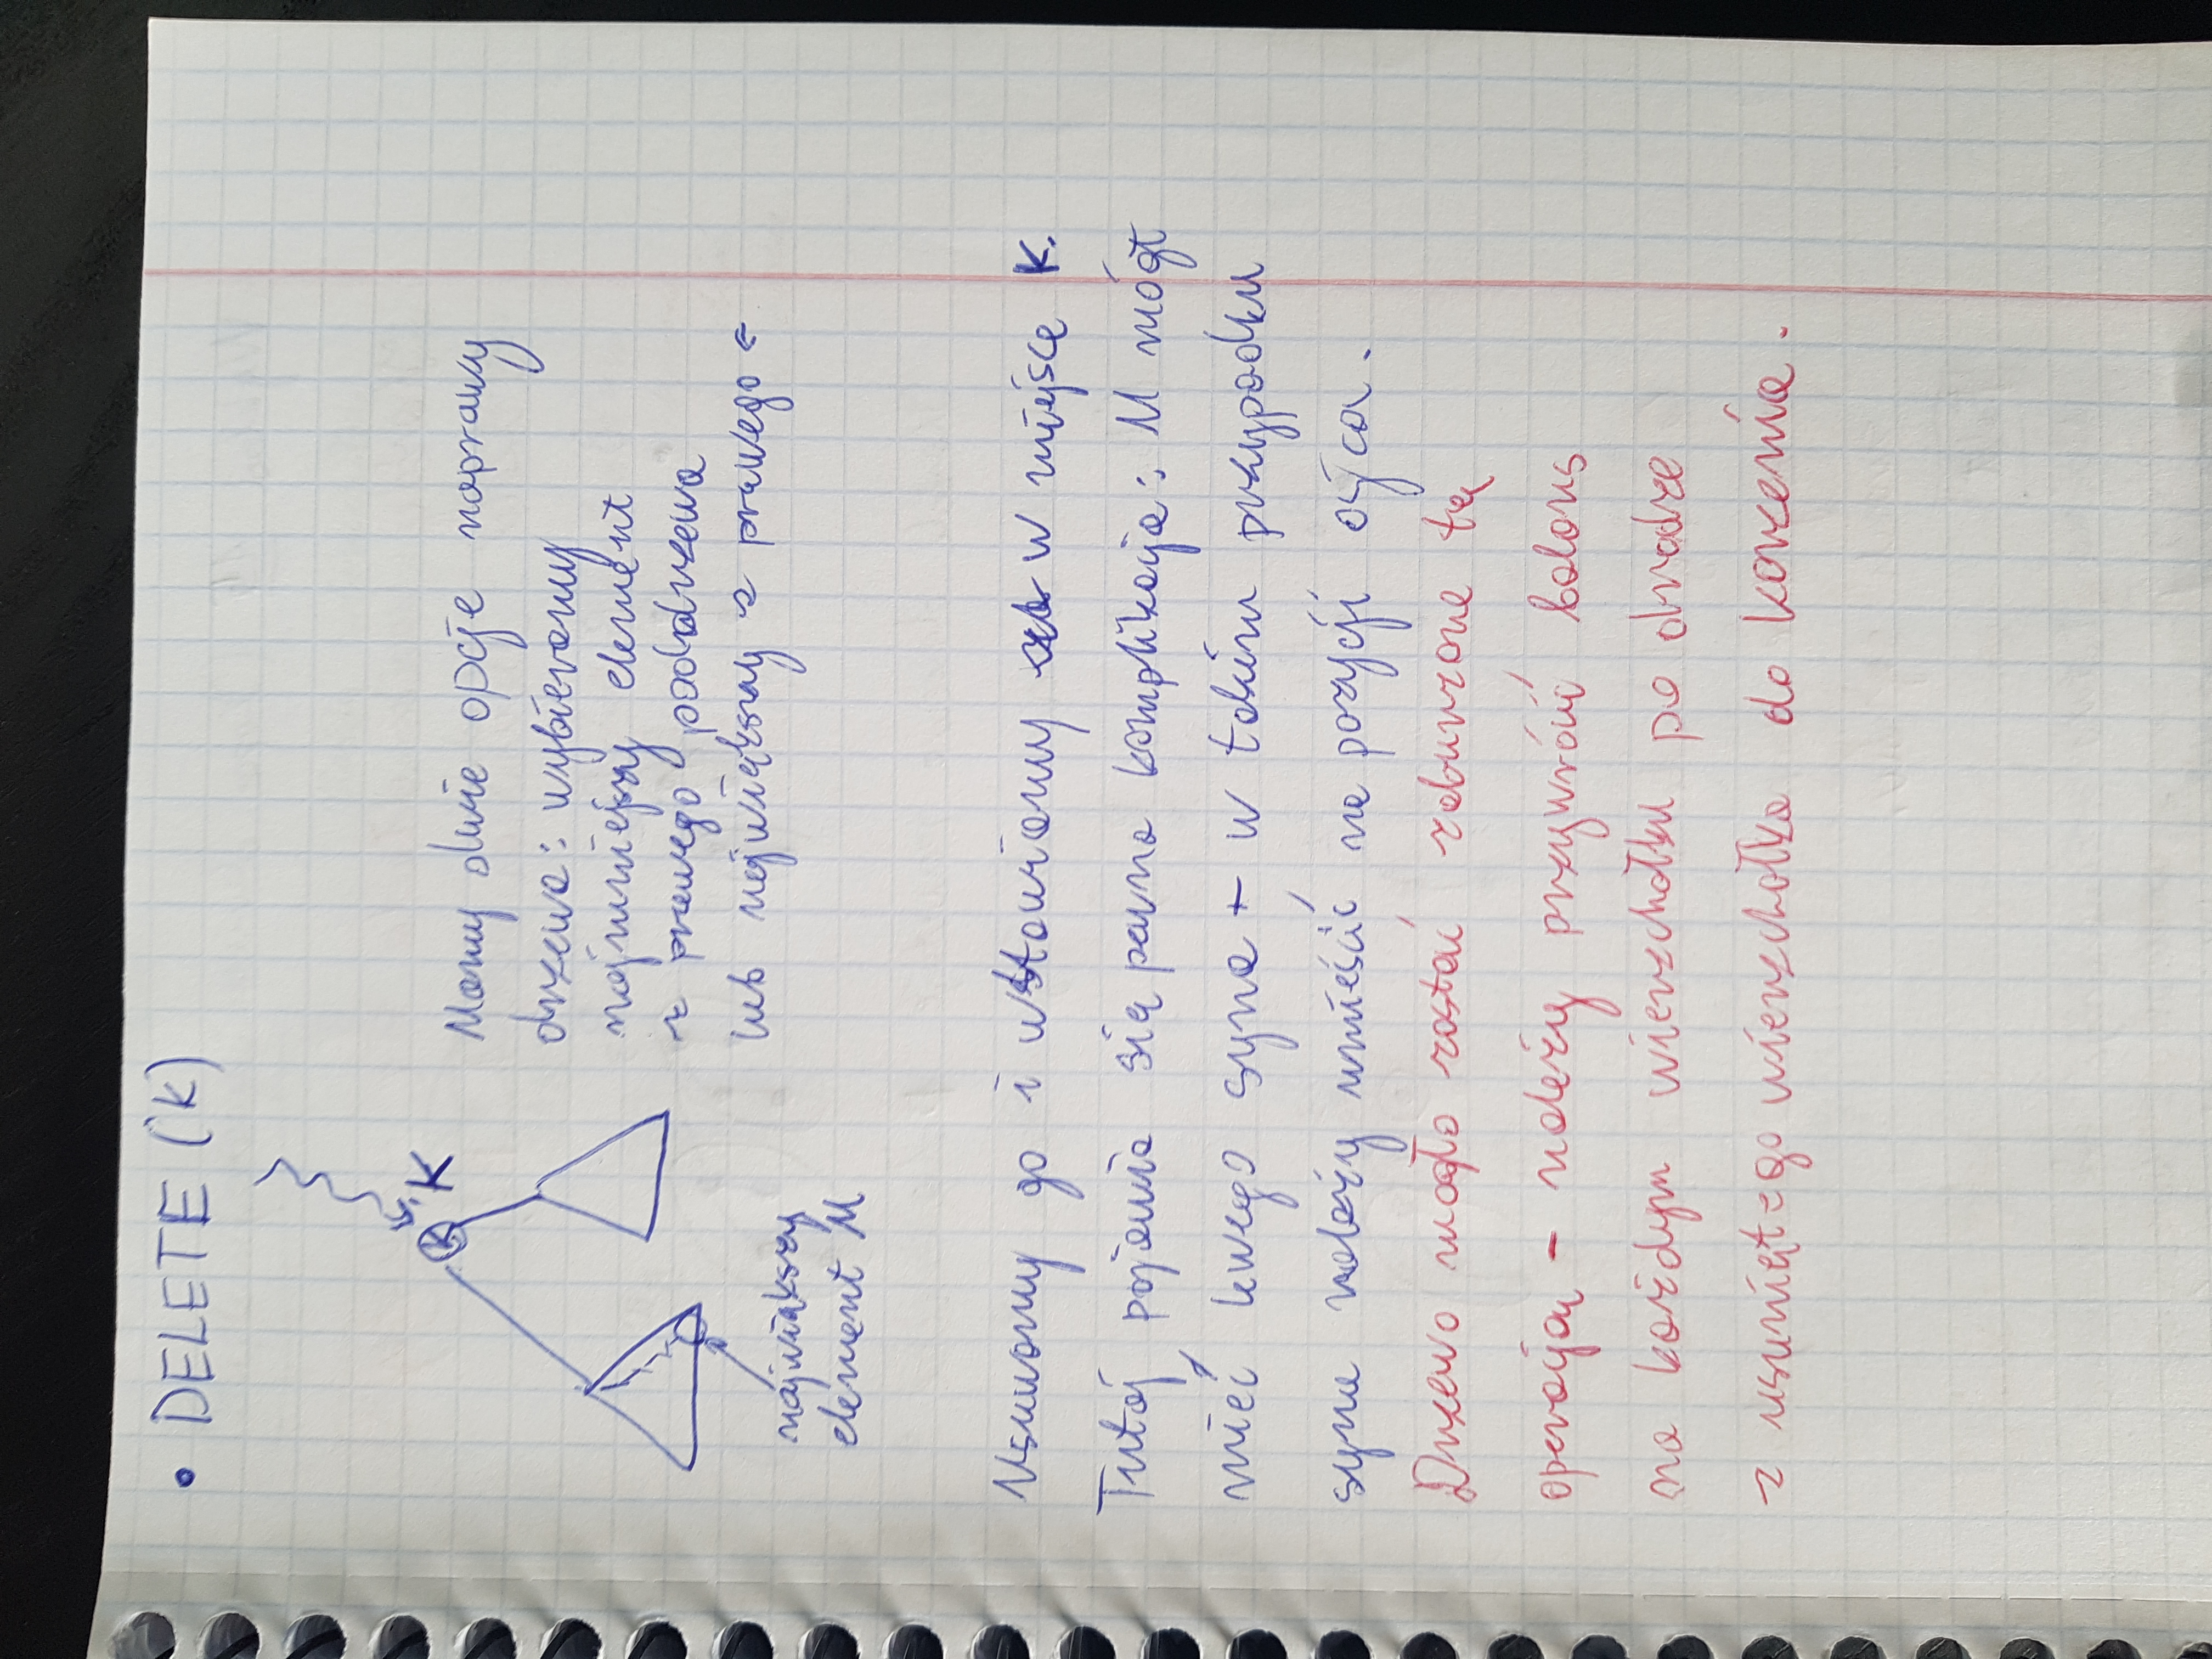 • DELETE (K)
K
K
Mamy dwie opcje naprawy
drzewa: wybieramy
najmniejszy element
z prawego poddrzewa
lub największy z prawego
największy
element M
Usuwamy go i wstawiamy w miejsce K.
Tutaj pojawia się pewna komplikacja: M mógł
mieć lewego syna - w takim przypadku
syna należy umieścić na pozycji ojca.
Drzewo mogło zostać zaburzone tą
operacją - należy przywrócić balans
na każdym wierzchołku po drodze
z usuniętego wierzchołka do korzenia.